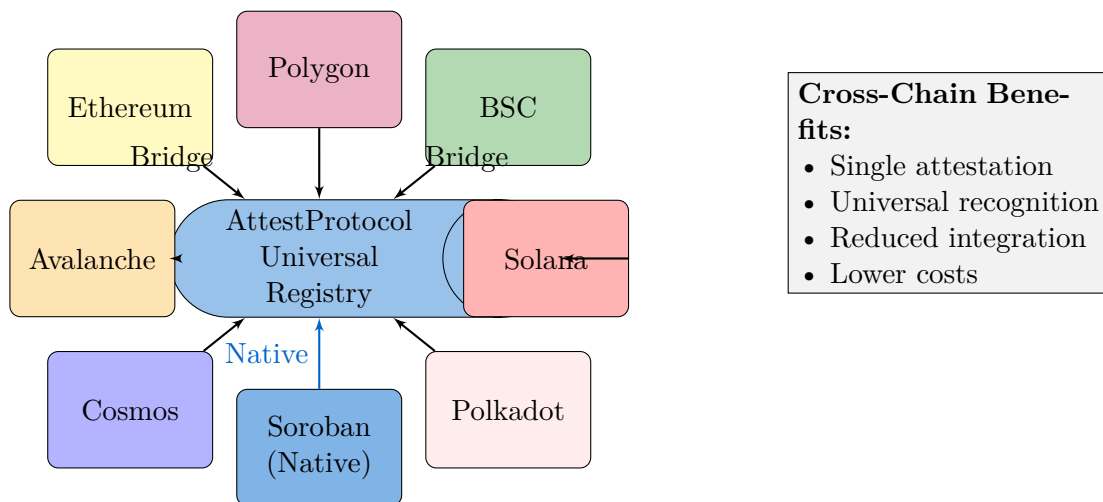 Polygon
Ethereum
BSC
Bridge
Bridge
AttestProtocol
Universal
Registry
Avalanche
Solana
Native
Cosmos
Soroban
(Native)
Polkadot
Cross-Chain Bene-
fits:
• Single attestation
• Universal recognition
• Reduced integration
• Lower costs